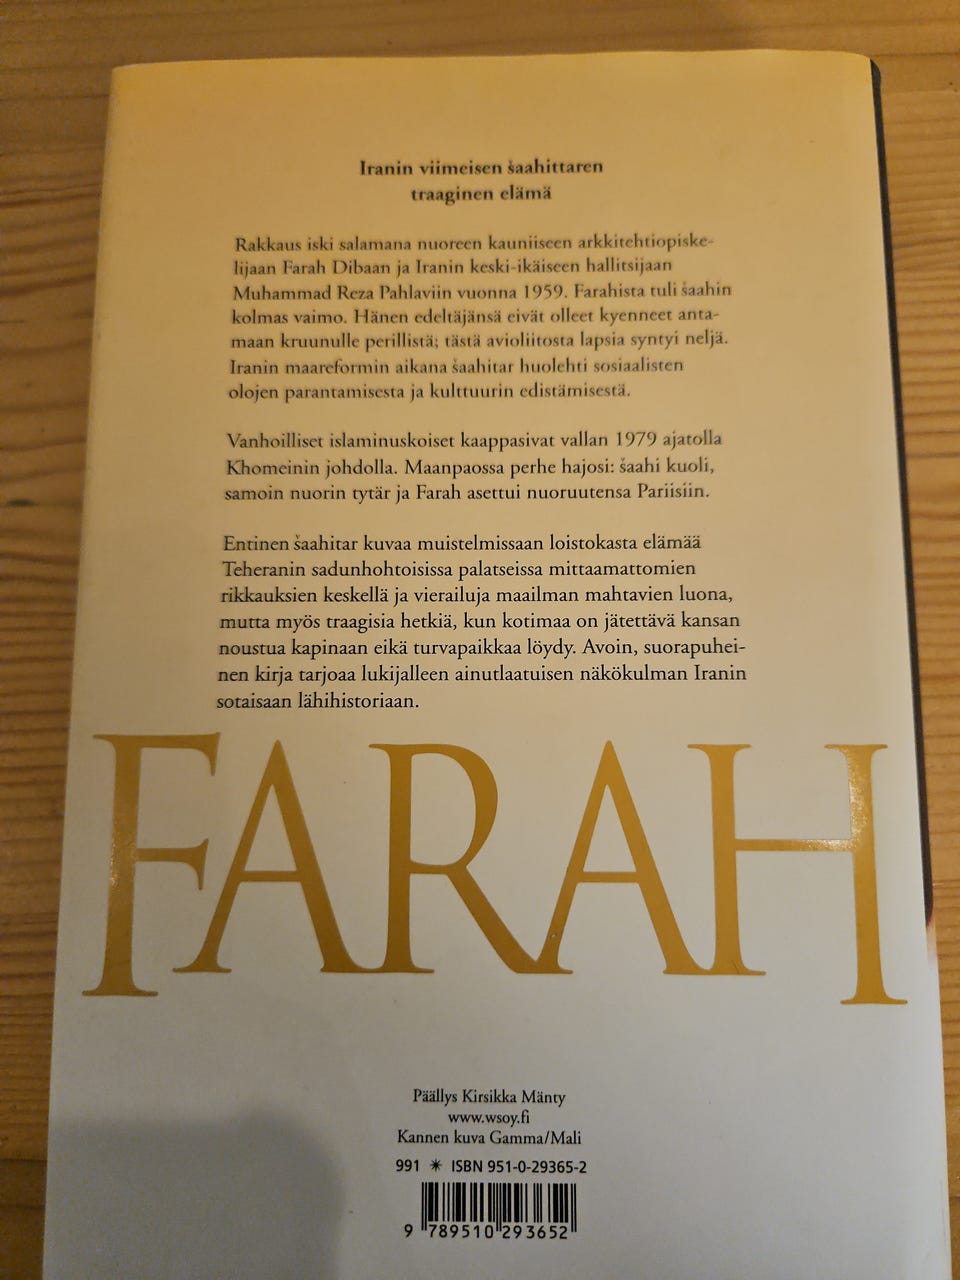 Iranin viimeisen šaahittaren
traaginen elämä
Rakkaus iski salamana nuoreen kauniiseen arkkitehtiopiske-
lijaan Farah Dibaan ja Iranin keski-ikäiseen hallitsijaan
Muhammad Reza Pahlaviin vuonna 1959. Farahista tuli šaahin
kolmas vaimo. Hänen edeltäjänsä eivät olleet kyenneet anta-
maan kruunulle perillistä; tästä avioliitosta lapsia syntyi neljä.
Iranin maareformin aikana šaahitar huolehti sosiaalisten
olojen parantamisesta ja kulttuurin edistämisestä.
Vanhoilliset islaminuskoiset kaappasivat vallan 1979 ajatolla
Khomeinin johdolla. Maanpaossa perhe hajosi: šaahi kuoli,
samoin nuorin tytär ja Farah asettui nuoruutensa Pariisiin.
Entinen šaahitar kuvaa muistelmissaan loistokasta elämää
Teheranin sadunhohtoisissa palatseissa mittaamattomien
rikkauksien keskellä ja vierailuja maailman mahtavien luona,
mutta myös traagisia hetkiä, kun kotimaa on jätettävä kansan
noustua kapinaan eikä turvapaikkaa löydy. Avoin, suorapuhei-
nen kirja tarjoaa lukijalleen ainutlaatuisen näkökulman Iranin
sotaisaan lähihistoriaan.
FARAH
Päällys Kirsikka Mänty
www.wsoy.fi
Kannen kuva Gamma/Mali
991 ✴ ISBN 951-0-29365-2
9 789510 293652